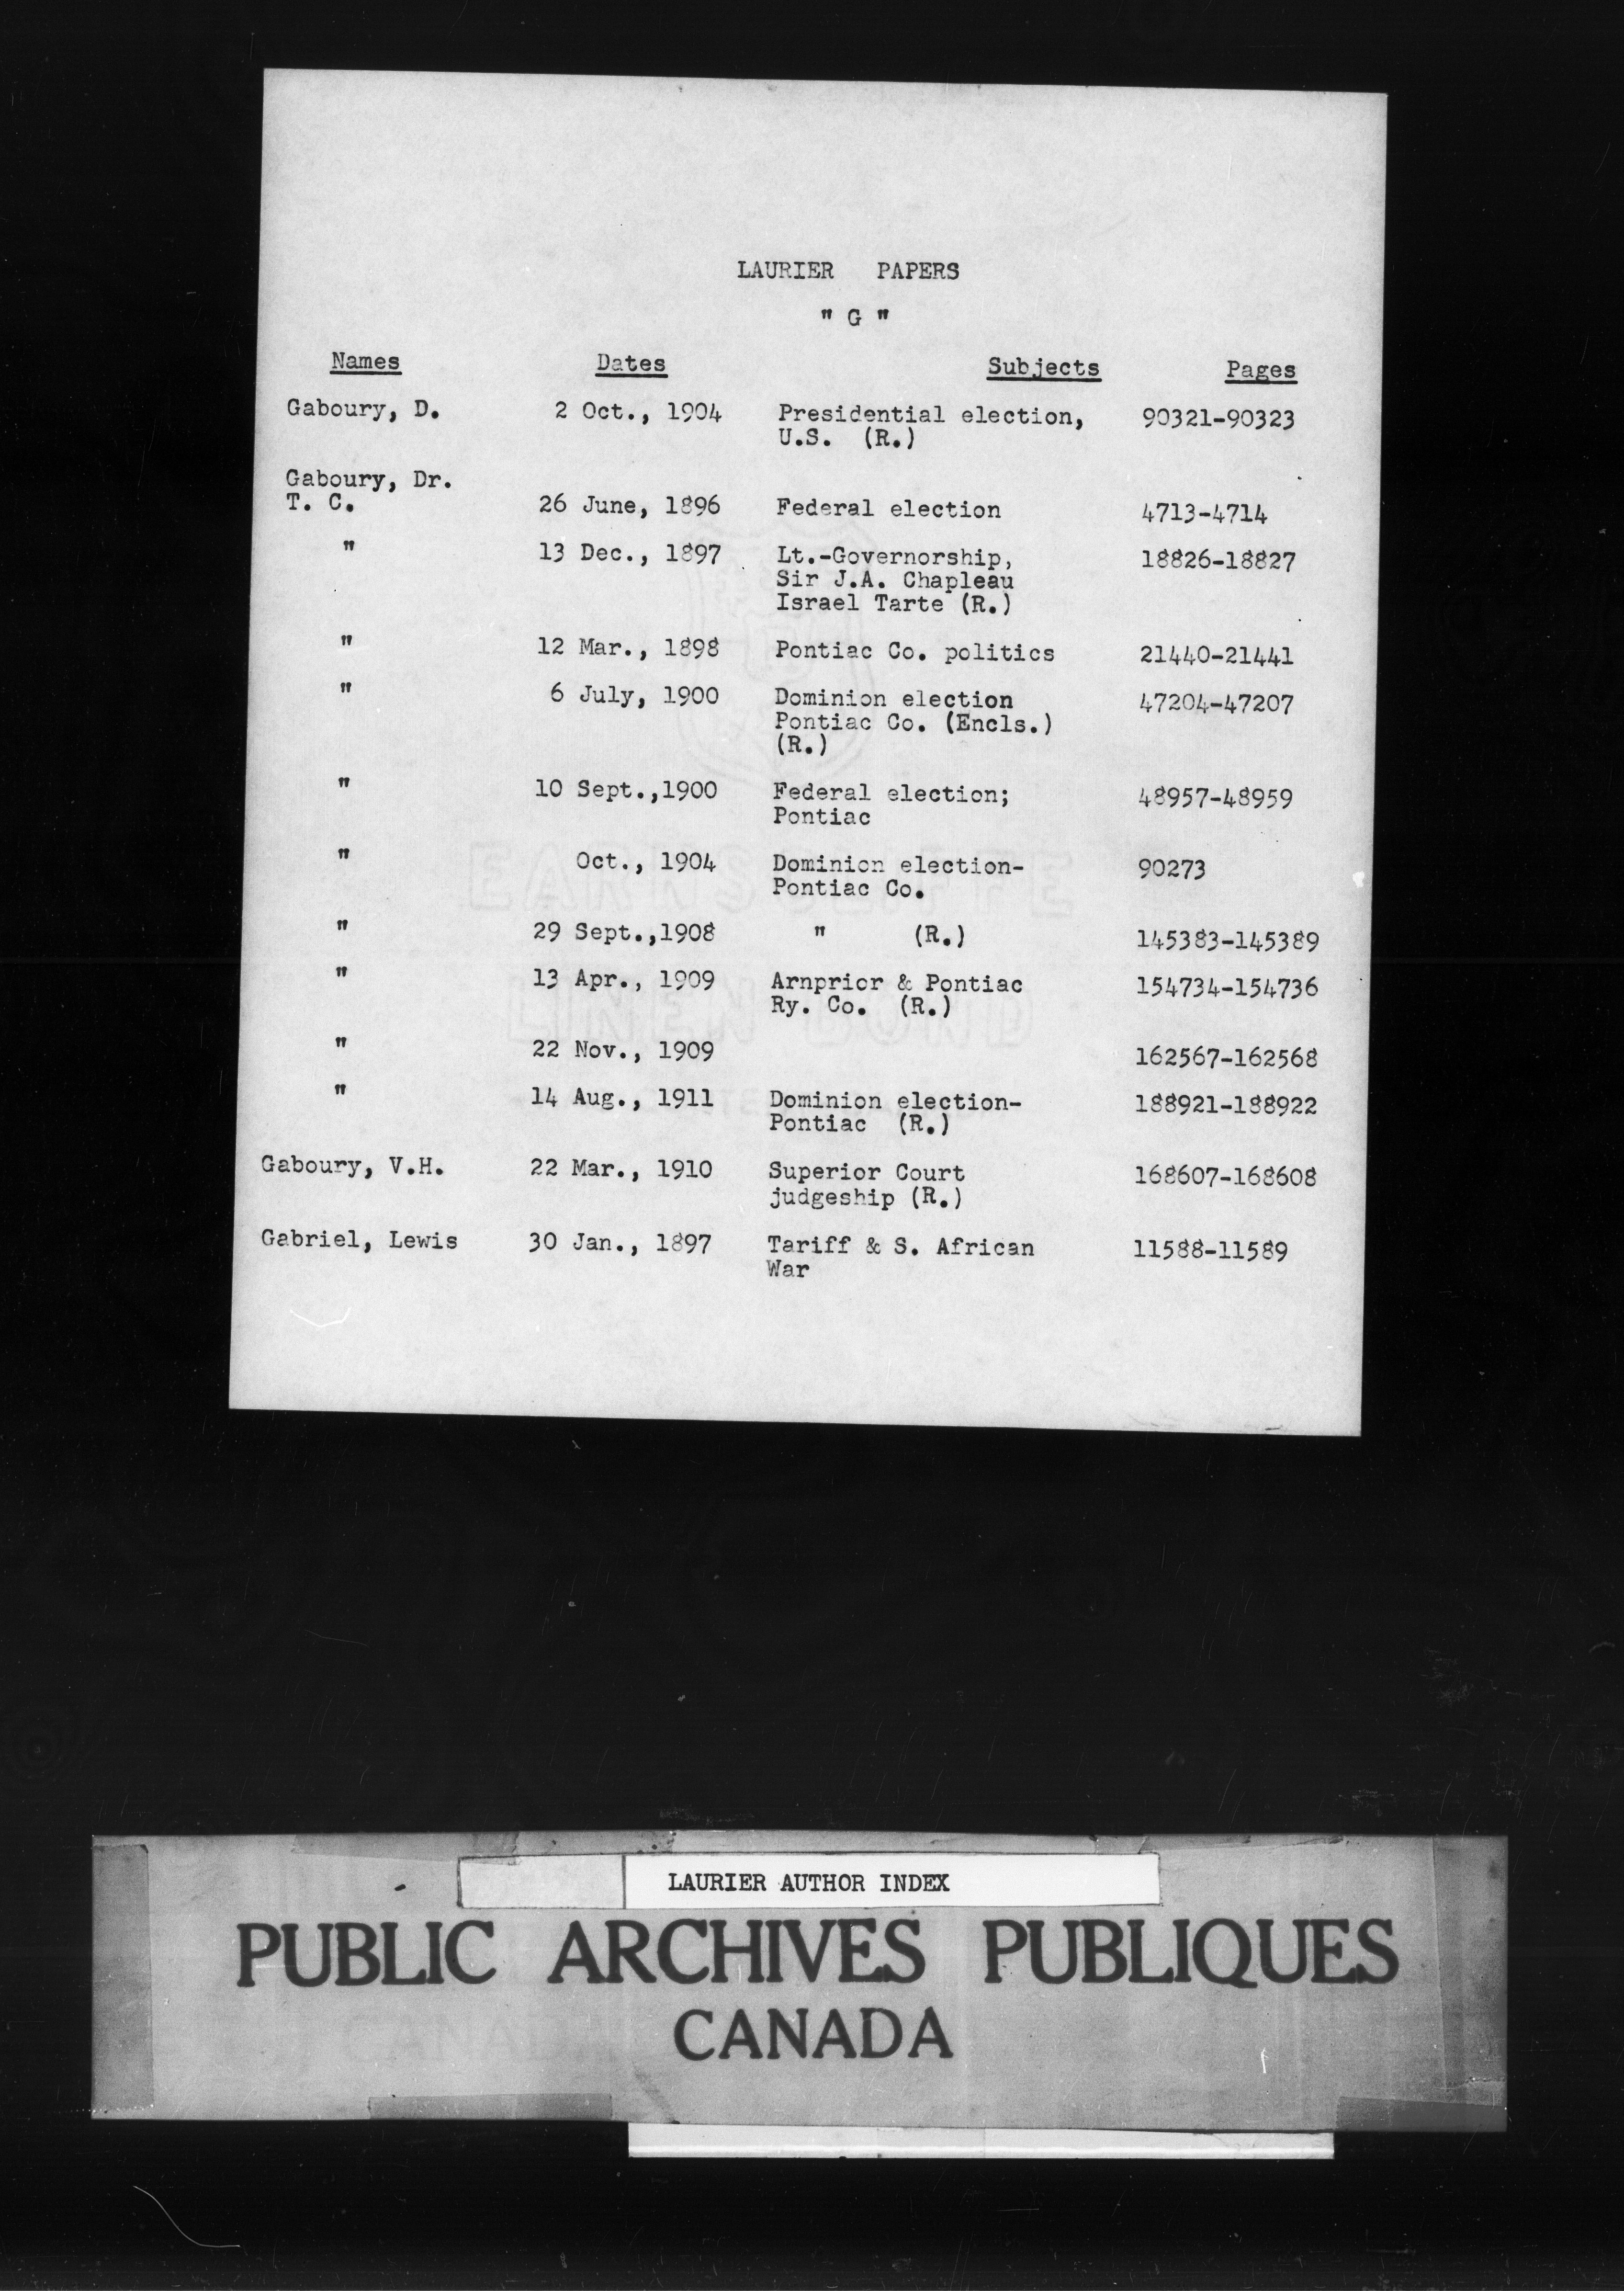 LAURIER PAPERS
" G "
Names Dates Subjects Pages
Gaboury, D. 2 Oct., 1904 Presidential election, 90321-90323
U.S. (R.)
Gaboury, Dr.
T. C. 26 June, 1896 Federal election 4713-4714
" 13 Dec., 1897 Lt.-Governorship, 18826-18827
Sir J.A. Chapleau
Israel Tarte (R.)
" 12 Mar., 1898 Pontiac Co. politics 21440-21441
" 6 July, 1900 Dominion election 47204-47207
Pontiac Co. (Encls.)
(R.)
" 10 Sept.,1900 Federal election; 48957-48959
Pontiac
" Oct., 1904 Dominion election- 90273
Pontiac Co.
" 29 Sept.,1908 " (R.) 145383-145389
" 13 Apr., 1909 Arnprior & Pontiac 154734-154736
Ry. Co. (R.)
" 22 Nov., 1909 162567-162568
" 14 Aug., 1911 Dominion election- 188921-188922
Pontiac (R.)
Gaboury, V.H. 22 Mar., 1910 Superior Court 168607-168608
judgeship (R.)
Gabriel, Lewis 30 Jan., 1897 Tariff & S. African 11588-11589
War
LAURIER AUTHOR INDEX
PUBLIC ARCHIVES PUBLIQUES
CANADA